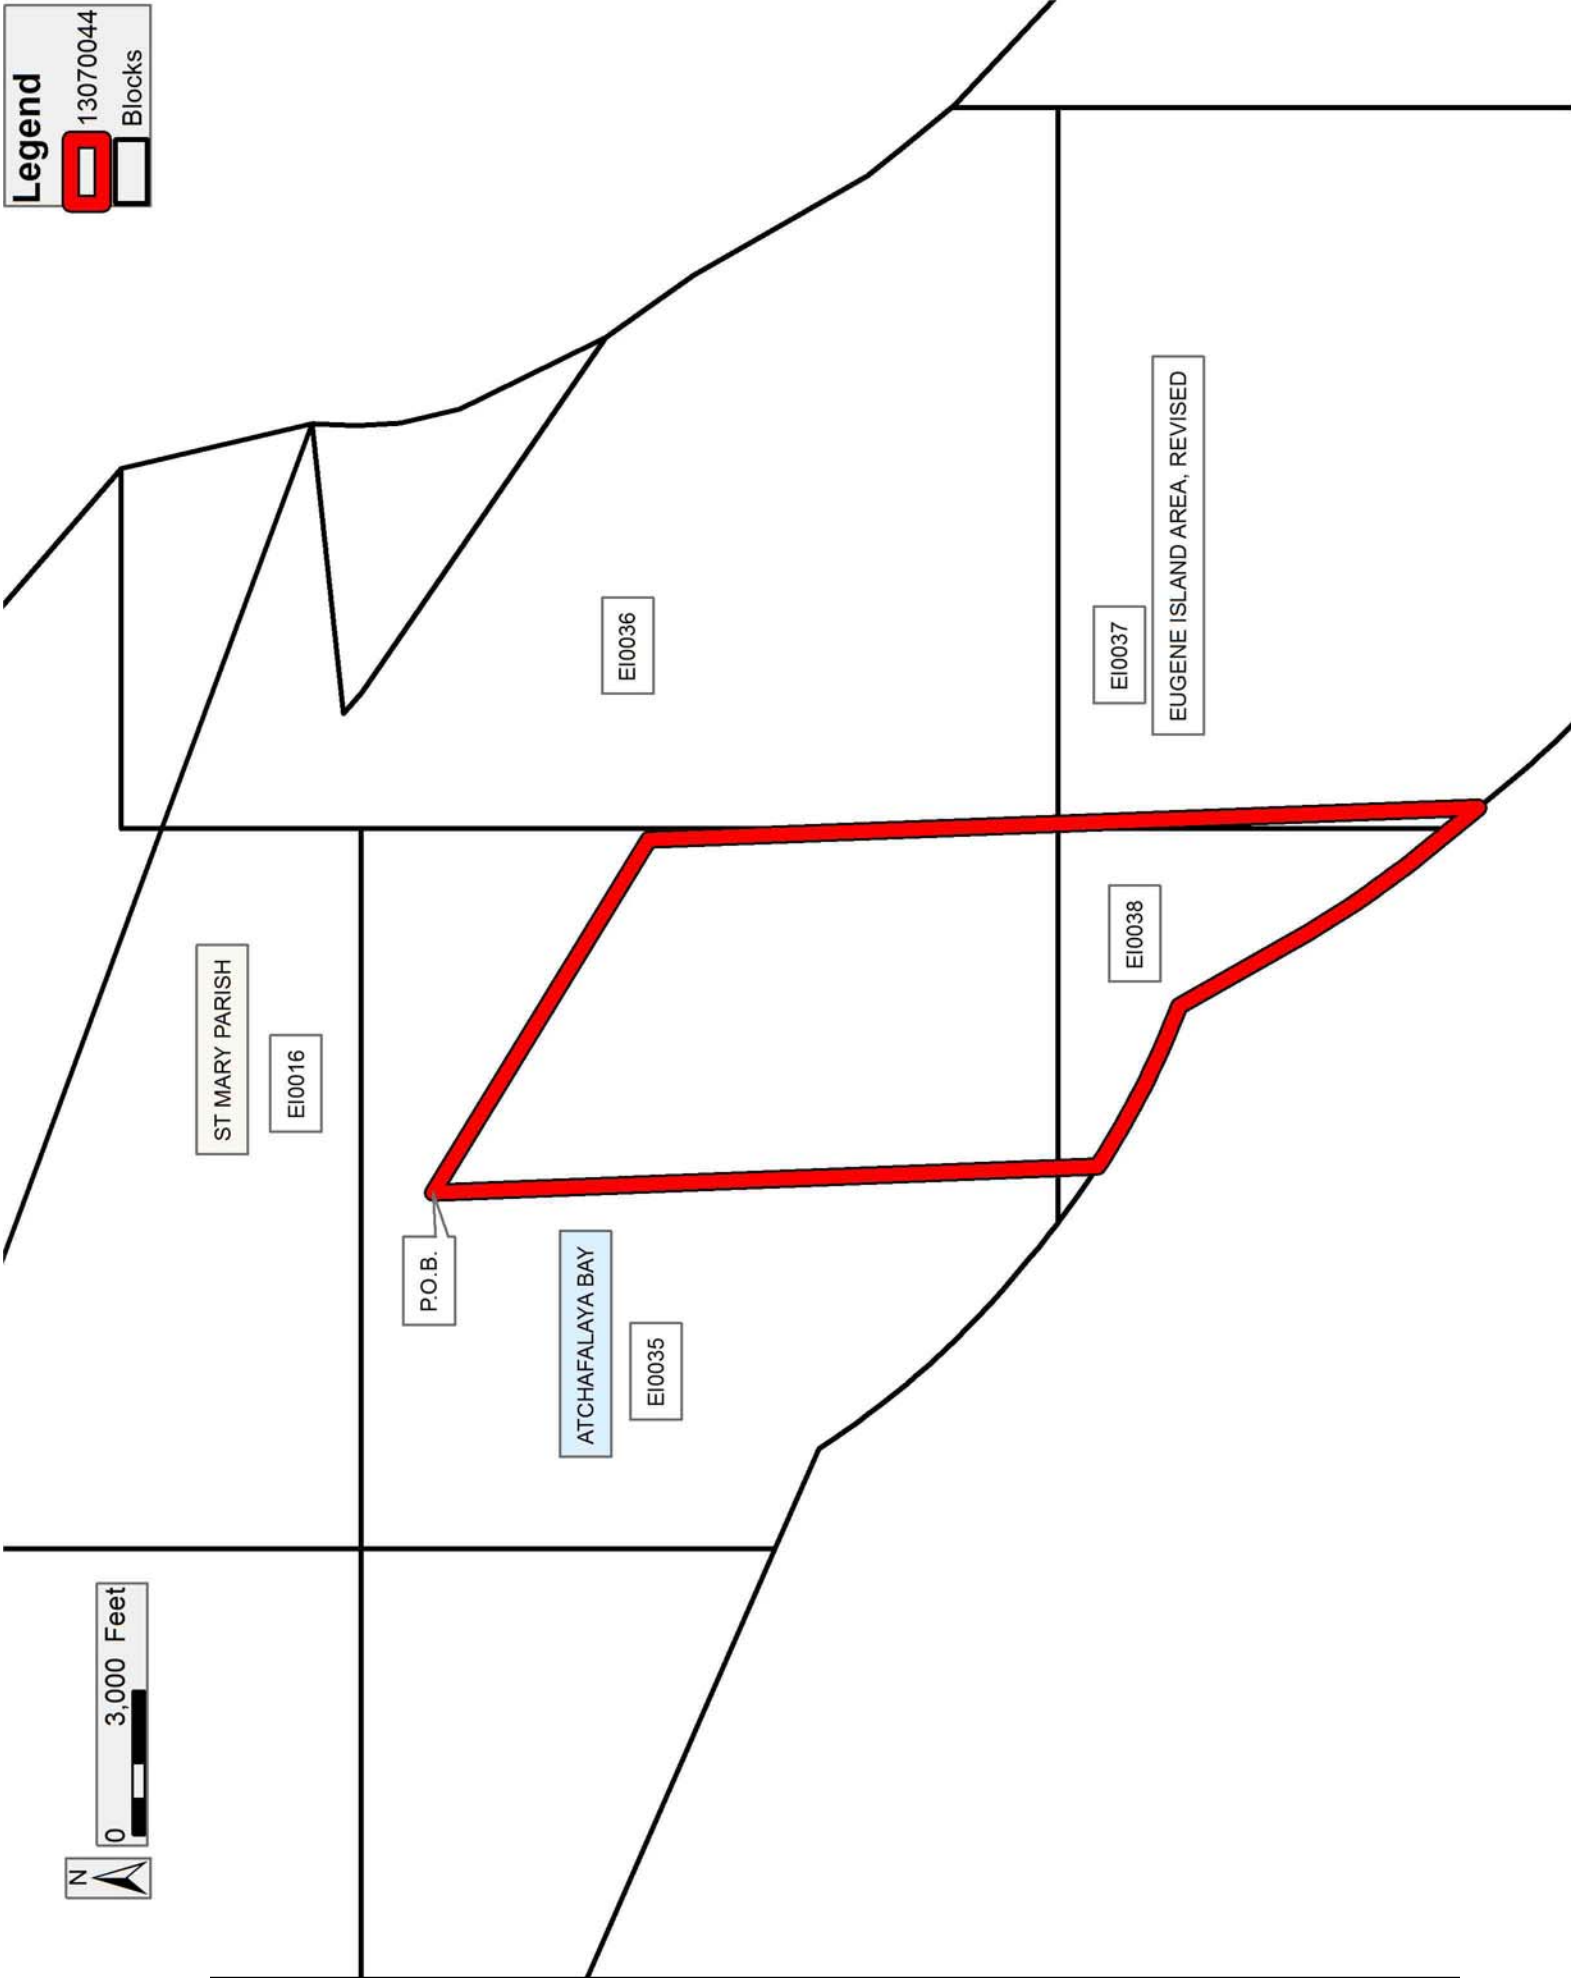 Legend
13070044
Blocks
N
0 3,000 Feet
ST MARY PARISH
EI0016
P.O.B.
ATCHAFALAYA BAY
EI0035
EI0036
EI0038
EI0037
EUGENE ISLAND AREA, REVISED